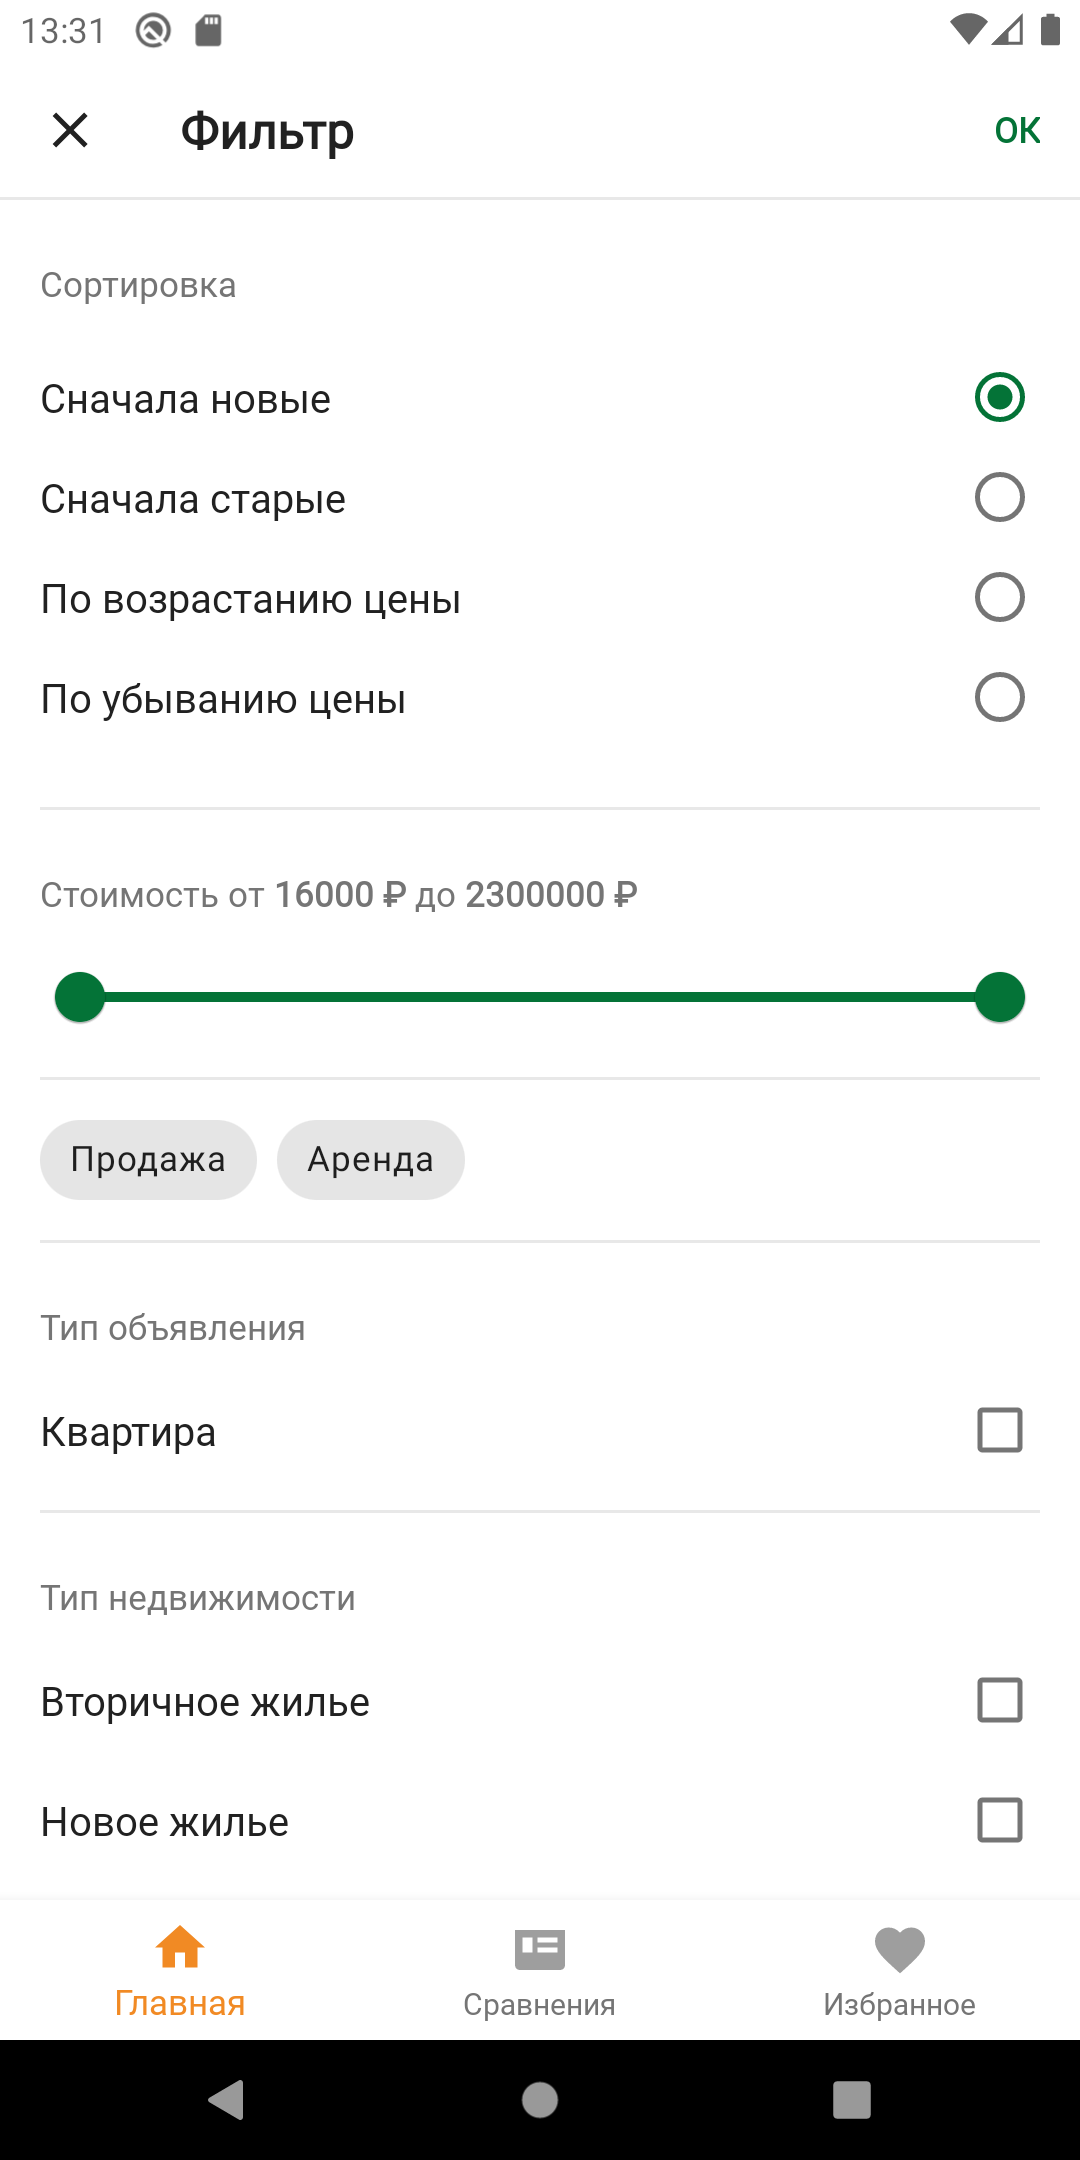 13:31
Фильтр
ОК
Сортировка
Сначала новые
Сначала старые
По возрастанию цены
По убыванию цены
Стоимость от 16000 ₽ до 2300000 ₽
Продажа
Аренда
Тип объявления
Квартира
Тип недвижимости
Вторичное жилье
Новое жилье
Главная
Сравнения
Избранное